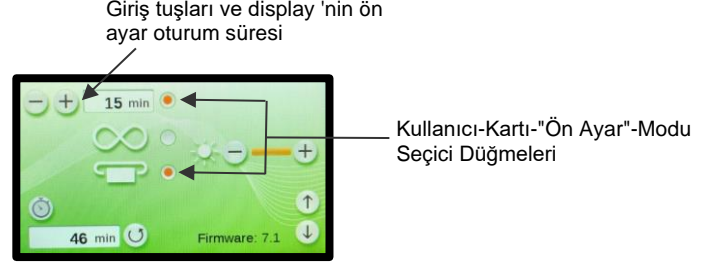 Giriş tuşları ve display 'nin ön
ayar oturum süresi
15 min
Kullanıcı-Kartı-"Ön Ayar"-Modu
Seçici Düğmeleri
46 min
Firmware: 7.1